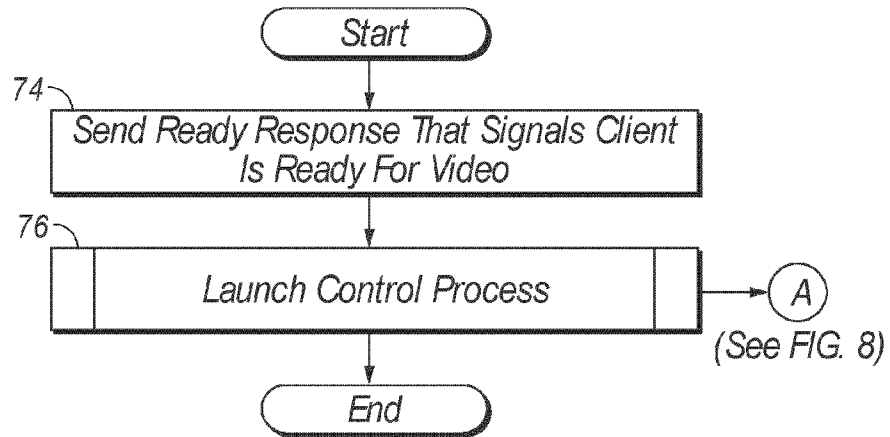 Start
74
Send Ready Response That Signals Client
Is Ready For Video
76
Launch Control Process
A
(See FIG. 8)
End